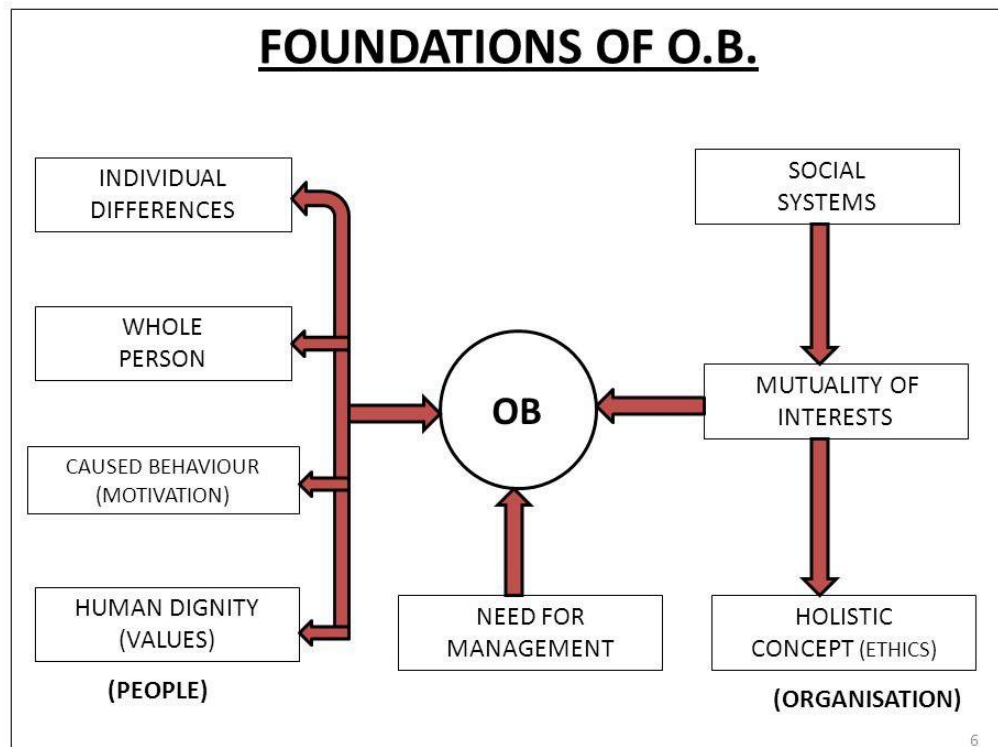 FOUNDATIONS OF O.B.
INDIVIDUAL
DIFFERENCES
WHOLE
PERSON
CAUSED BEHAVIOUR
(MOTIVATION)
HUMAN DIGNITY
(VALUES)
(PEOPLE)
OB
NEED FOR
MANAGEMENT
SOCIAL
SYSTEMS
MUTUALITY OF
INTERESTS
HOLISTIC
CONCEPT (ETHICS)
(ORGANISATION)
6